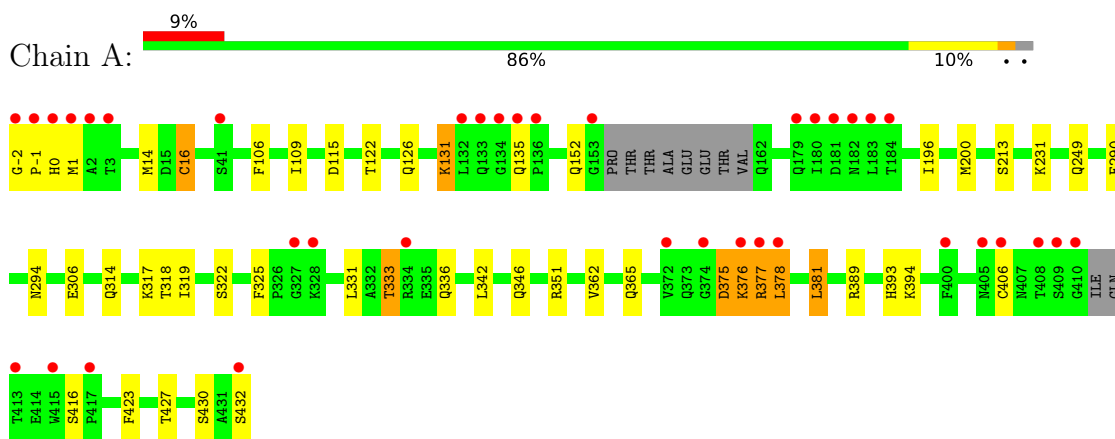 9%
Chain A:
86% 10% • •
G-2 P-1 H0 M1 A2 T3 S41 M14 D15 C16 F106 I109 D115 T122 Q126 K131 L132 Q133 G134 Q135 P136 Q152 G153 PRO THR THR ALA GLU GLU THR VAL Q162 Q179 I180 D181 N182 L183 T184 I196 M200 S213 K231 Q249
N294 E306 Q314 K317 T318 I319 S322 F325 P326 G327 K328 L331 A332 T333 R334 E335 Q336 L342 Q346 R351 V362 Q365 V372 Q373 G374 D375 K376 R377 L378 L381 R389 H393 K394 F400 N405 C406 N407 T408 S409 G410 ILE GLN
T413 E414 W415 S416 P417 F423 T427 S430 A431 S432